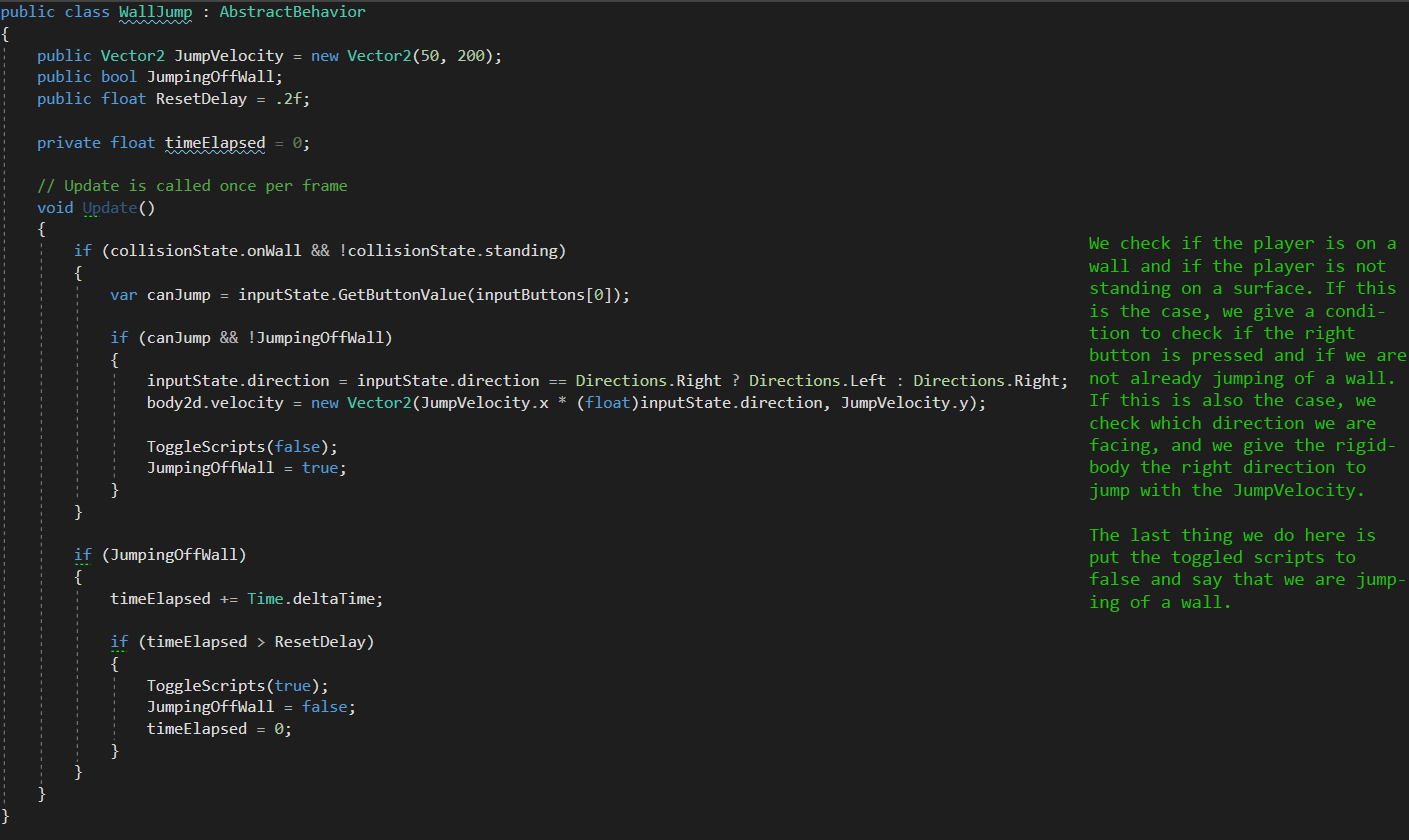 public class WallJump : AbstractBehavior
{
public Vector2 JumpVelocity = new Vector2(50, 200);
public bool JumpingOffWall;
public float ResetDelay = .2f;
private float timeElapsed = 0;
// Update is called once per frame
void Update()
{
if (collisionState.onWall && !collisionState.standing)
{
var canJump = inputState.GetButtonValue(inputButtons[0]);
if (canJump && !JumpingOffWall)
{
inputState.direction = inputState.direction == Directions.Right ? Directions.Left : Directions.Right;
body2d.velocity = new Vector2(JumpVelocity.x * (float)inputState.direction, JumpVelocity.y);
ToggleScripts(false);
JumpingOffWall = true;
}
}
if (JumpingOffWall)
{
timeElapsed += Time.deltaTime;
if (timeElapsed > ResetDelay)
{
ToggleScripts(true);
JumpingOffWall = false;
timeElapsed = 0;
}
}
}
}
We check if the player is on a
wall and if the player is not
standing on a surface. If this
is the case, we give a condi-
tion to check if the right
button is pressed and if we are
not already jumping of a wall.
If this is also the case, we
check which direction we are
facing, and we give the rigid-
body the right direction to
jump with the JumpVelocity.
The last thing we do here is
put the toggled scripts to
false and say that we are jump-
ing of a wall.